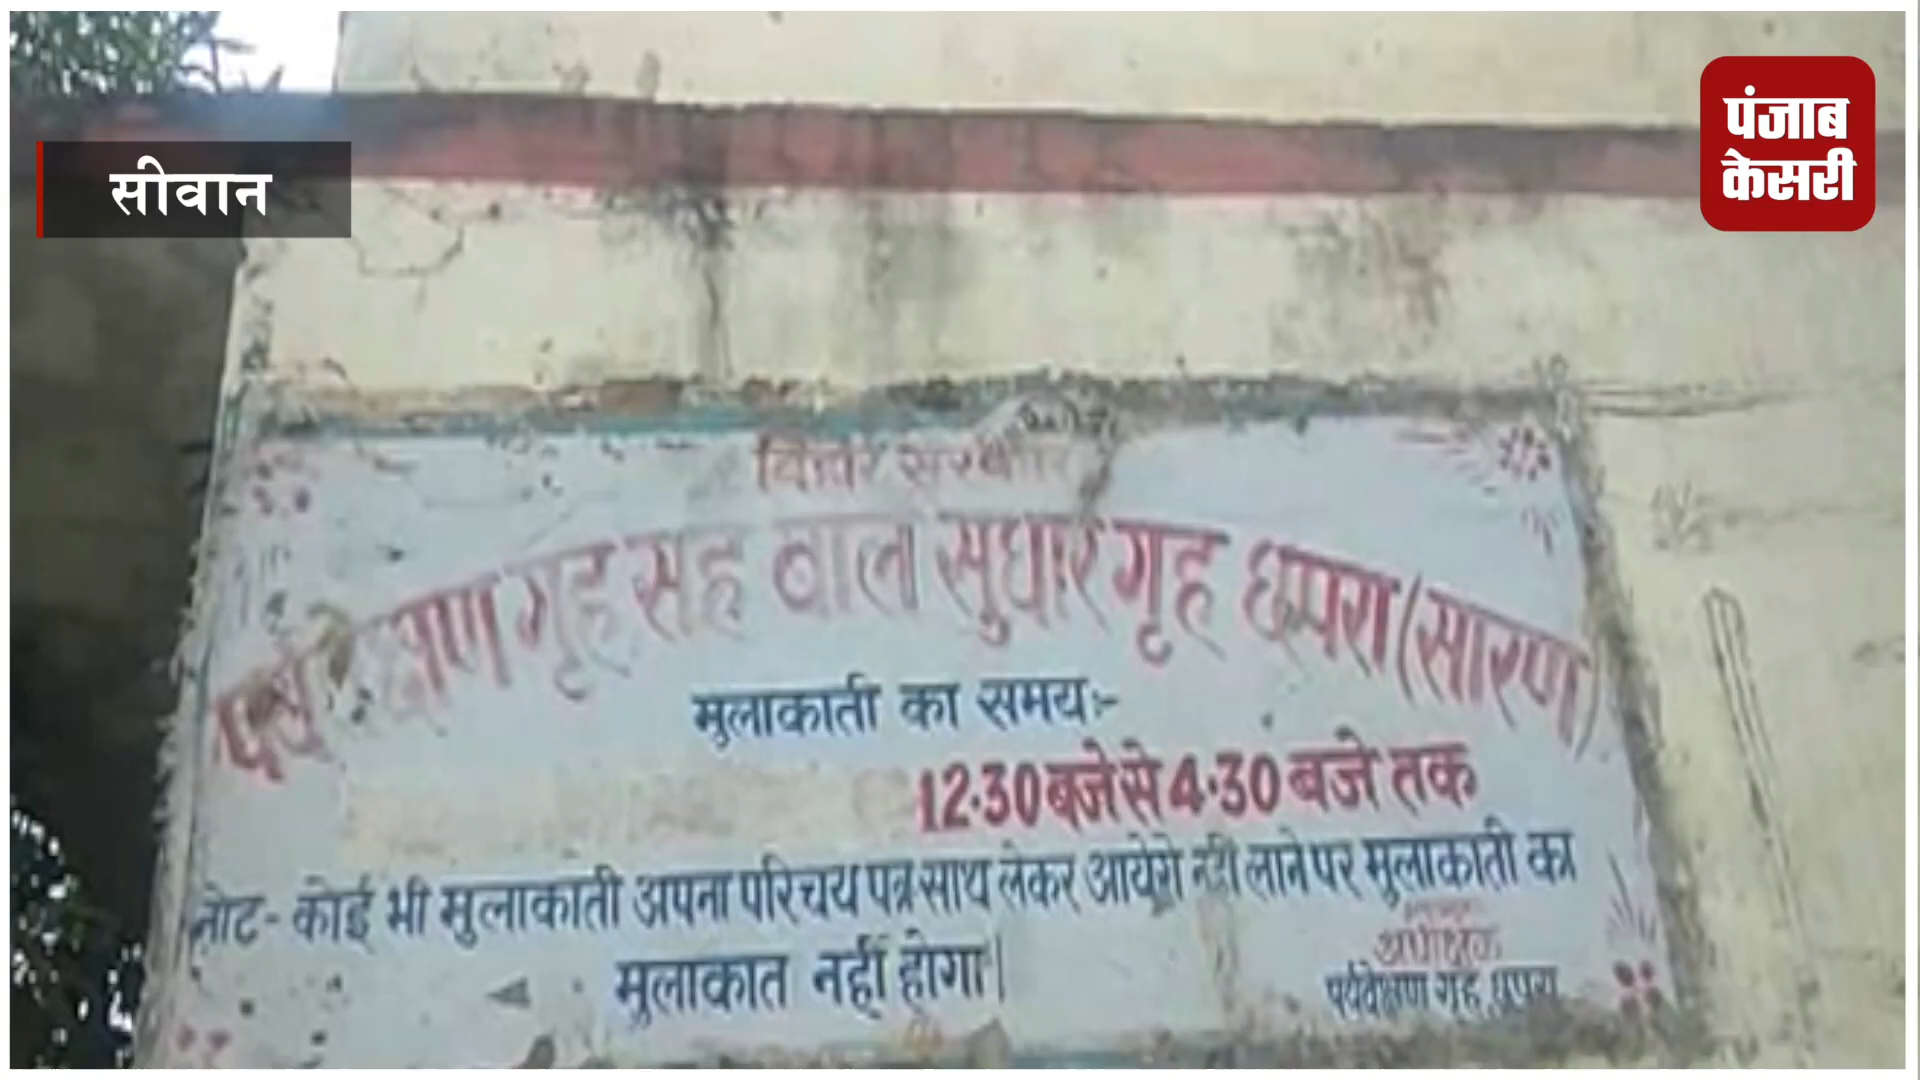 सीवान
पंजाब
केसरी
बिहार सरकार
गृह सह बाल सुधार गृह छपरा (सारण)
मुलाकाती का समय:-
12.30 बजे से 4.30 बजे तक
नोट- कोई भी मुलाकाती अपना परिचय पत्र साथ लेकर आयेगे नही लाने पर मुलाकाती का
मुलाकात नहीं होगा।
अधीक्षक
पर्यवेक्षण गृह छपरा